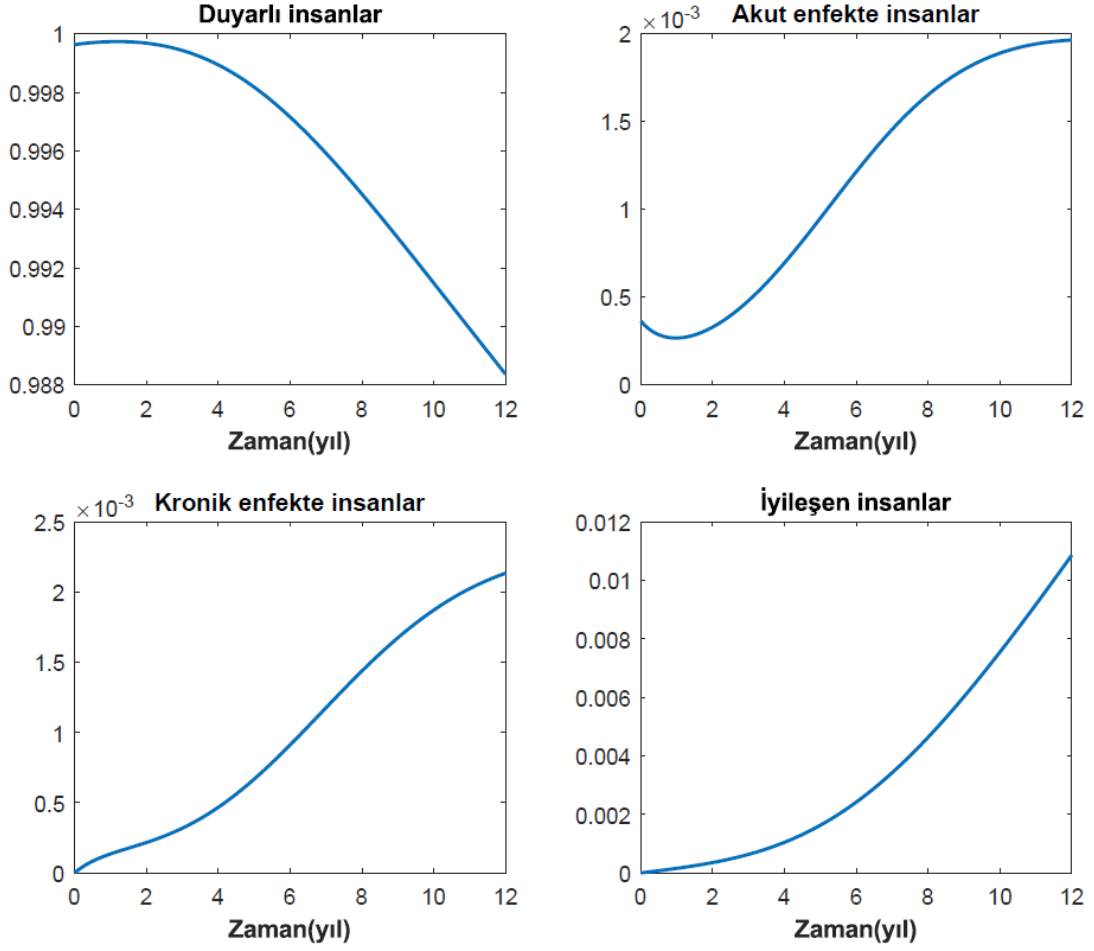 Duyarlı insanlar
1
0.998
0.996
0.994
0.992
0.99
0.988
0 2 4 6 8 10 12
Zaman(yıl)
×10⁻³ Akut enfekte insanlar
2
1.5
1
0.5
0
0 2 4 6 8 10 12
Zaman(yıl)
×10⁻³ Kronik enfekte insanlar
2.5
2
1.5
1
0.5
0
0 2 4 6 8 10 12
Zaman(yıl)
İyileşen insanlar
0.012
0.01
0.008
0.006
0.004
0.002
0
0 2 4 6 8 10 12
Zaman(yıl)